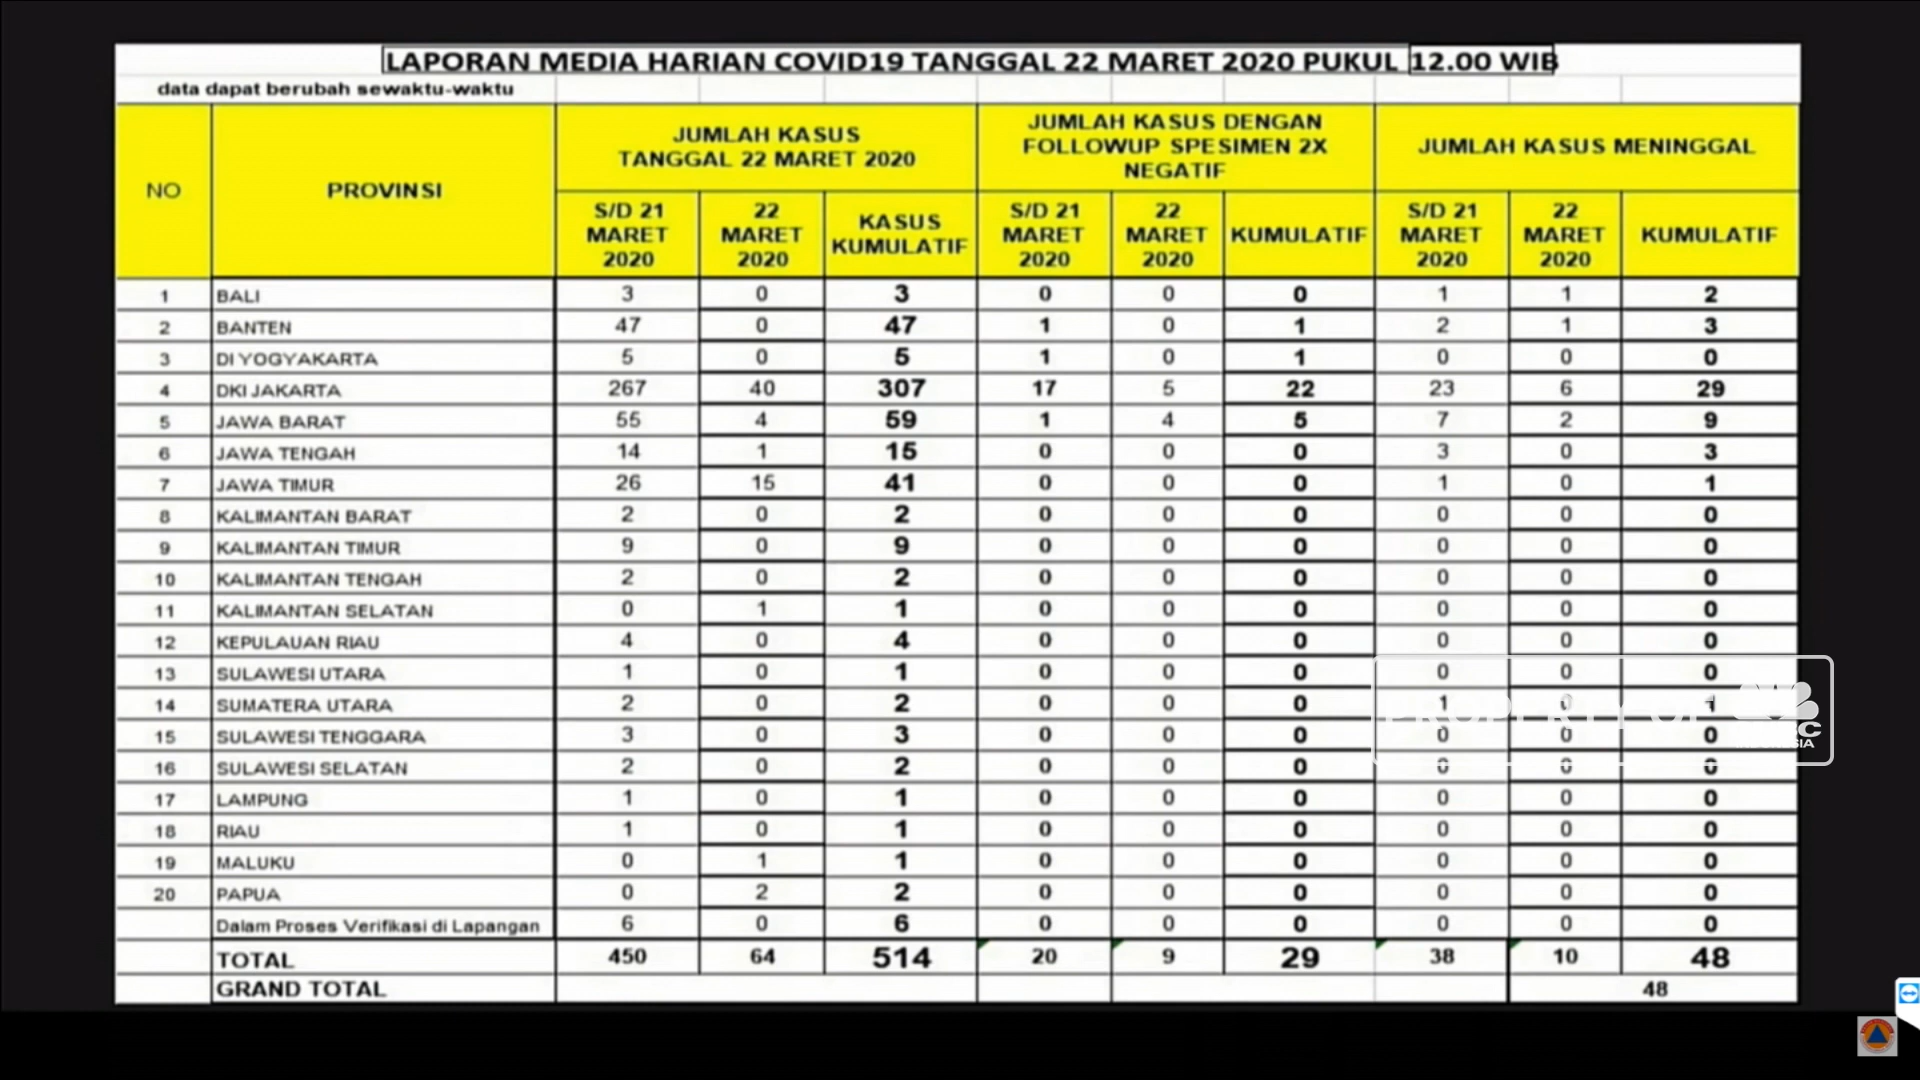 LAPORAN MEDIA HARIAN COVID19 TANGGAL 22 MARET 2020 PUKUL 12.00 WIB
data dapat berubah sewaktu-waktu
NO PROVINSI JUMLAH KASUS TANGGAL 22 MARET 2020 JUMLAH KASUS DENGAN FOLLOWUP SPESIMEN 2X NEGATIF JUMLAH KASUS MENINGGAL
S/D 21 MARET 2020 22 MARET 2020 KASUS KUMULATIF S/D 21 MARET 2020 22 MARET 2020 KUMULATIF S/D 21 MARET 2020 22 MARET 2020 KUMULATIF
1 BALI 3 0 3 0 0 0 1 1 2
2 BANTEN 47 0 47 1 0 1 2 1 3
3 DI YOGYAKARTA 5 0 5 1 0 1 0 0 0
4 DKI JAKARTA 267 40 307 17 5 22 23 6 29
5 JAWA BARAT 55 4 59 1 4 5 7 2 9
6 JAWA TENGAH 14 1 15 0 0 0 3 0 3
7 JAWA TIMUR 26 15 41 0 0 0 1 0 1
8 KALIMANTAN BARAT 2 0 2 0 0 0 0 0 0
9 KALIMANTAN TIMUR 9 0 9 0 0 0 0 0 0
10 KALIMANTAN TENGAH 2 0 2 0 0 0 0 0 0
11 KALIMANTAN SELATAN 0 1 1 0 0 0 0 0 0
12 KEPULAUAN RIAU 4 0 4 0 0 0 0 0 0
13 SULAWESI UTARA 1 0 1 0 0 0 0 0 0
14 SUMATERA UTARA 2 0 2 0 0 0 1
PROPERTY OF
15 SULAWESI TENGGARA 3 0 3 0 0 0 0 0 0
16 SULAWESI SELATAN 2 0 2 0 0 0 0 0 0
17 LAMPUNG 1 0 1 0 0 0 0 0 0
18 RIAU 1 0 1 0 0 0 0 0 0
19 MALUKU 0 1 1 0 0 0 0 0 0
20 PAPUA 0 2 2 0 0 0 0 0 0
Dalam Proses Verifikasi di Lapangan 6 0 6 0 0 0 0 0 0
TOTAL 450 64 514 20 9 29 38 10 48
GRAND TOTAL 48